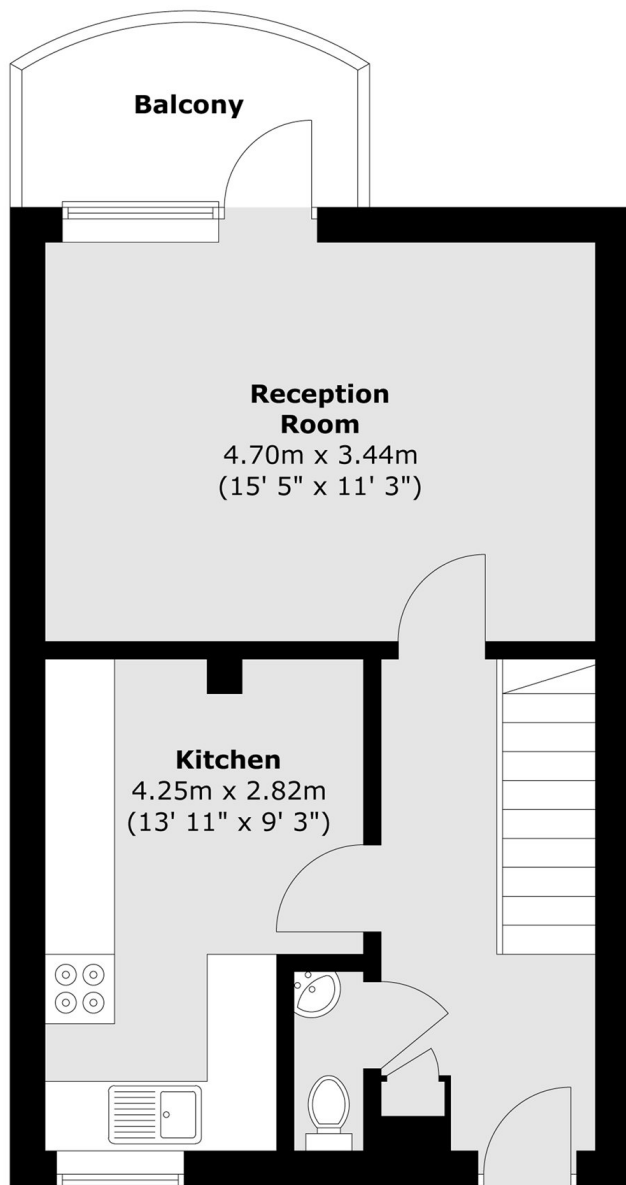 Balcony
Reception
Room
4.70m x 3.44m
(15' 5" x 11' 3")
Kitchen
4.25m x 2.82m
(13' 11" x 9' 3")